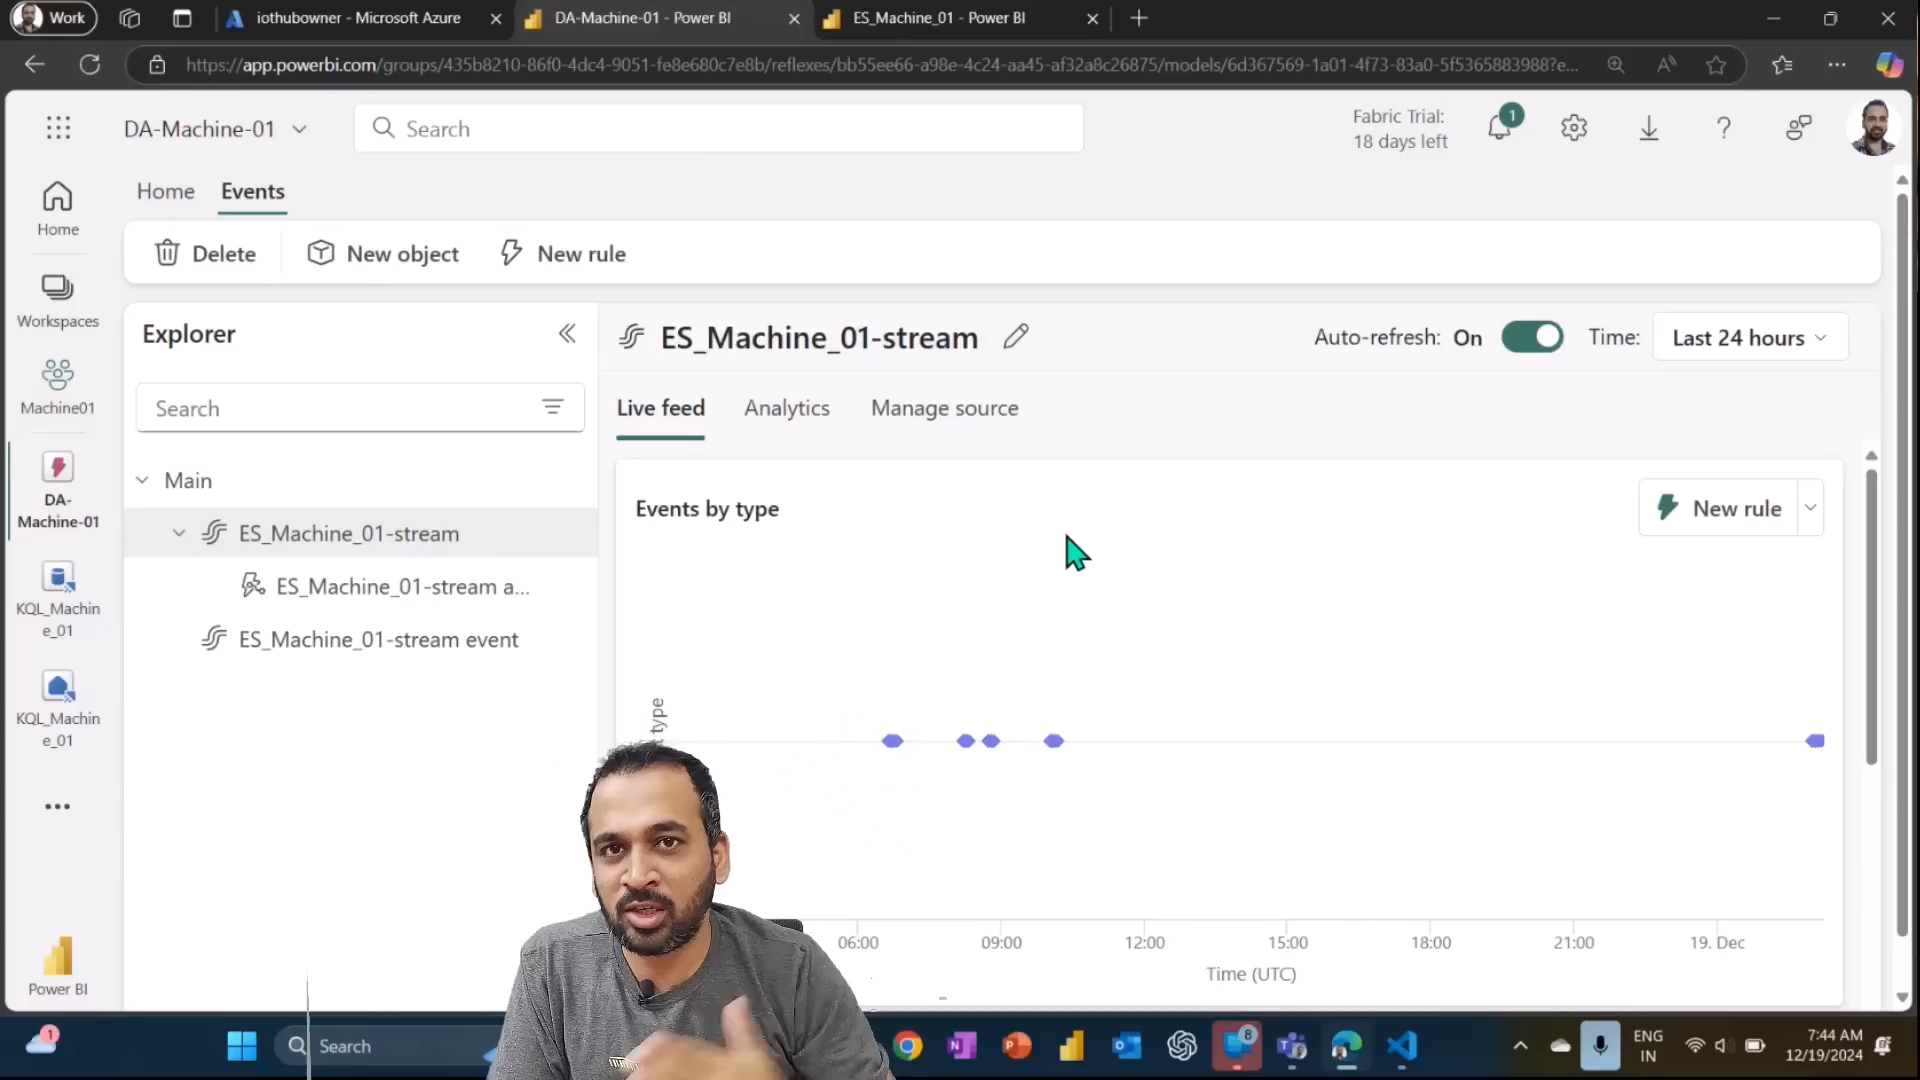 Work
iothubowner - Microsoft Azure
DA-Machine-01 - Power BI
ES_Machine_01 - Power BI
https://app.powerbi.com/groups/435b8210-86f0-4dc4-9051-fe8e680c7e8b/reflexes/bb55ee66-a98e-4c24-aa45-af32a8c26875/models/6d367569-1a01-4f73-83a0-5f5365883988?e...
DA-Machine-01
Search
Fabric Trial:
18 days left
1
Home
Events
Delete
New object
New rule
Home
Workspaces
Machine01
DA-
Machine-01
KQL_Machin
e_01
KQL_Machin
e_01
Power BI
Explorer
Search
Main
ES_Machine_01-stream
ES_Machine_01-stream a...
ES_Machine_01-stream event
ES_Machine_01-stream
Auto-refresh: On
Time:
Last 24 hours
Live feed
Analytics
Manage source
Events by type
New rule
06:00
09:00
12:00
15:00
18:00
21:00
19. Dec
Time (UTC)
1
Search
8
ENG
IN
7:44 AM
12/19/2024